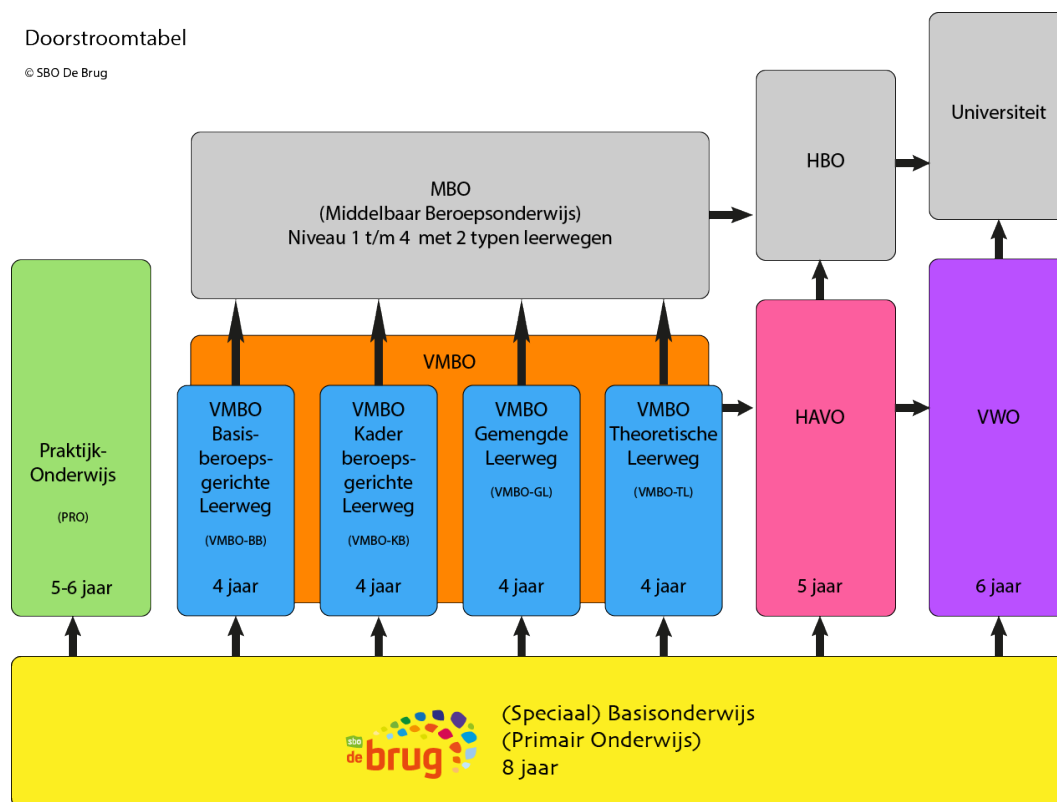 Doorstroomtabel
© SBO De Brug
Universiteit
HBO
MBO
(Middelbaar Beroepsonderwijs)
Niveau 1 t/m 4 met 2 typen leerwegen
VMBO
Praktijk-
Onderwijs
(PRO)
5-6 jaar
VMBO
Basis-
beroeps-
gerichte
Leerweg
(VMBO-BB)
4 jaar
VMBO
Kader
beroeps-
gerichte
Leerweg
(VMBO-KB)
4 jaar
VMBO
Gemengde
Leerweg
(VMBO-GL)
4 jaar
VMBO
Theoretische
Leerweg
(VMBO-TL)
4 jaar
HAVO
5 jaar
VWO
6 jaar
sbo
de brug
(Speciaal) Basisonderwijs
(Primair Onderwijs)
8 jaar